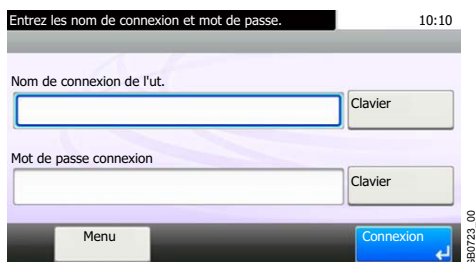 Entrez les nom de connexion et mot de passe. 10:10
Nom de connexion de l'ut.
Clavier
Mot de passe connexion
Clavier
Menu
Connexion